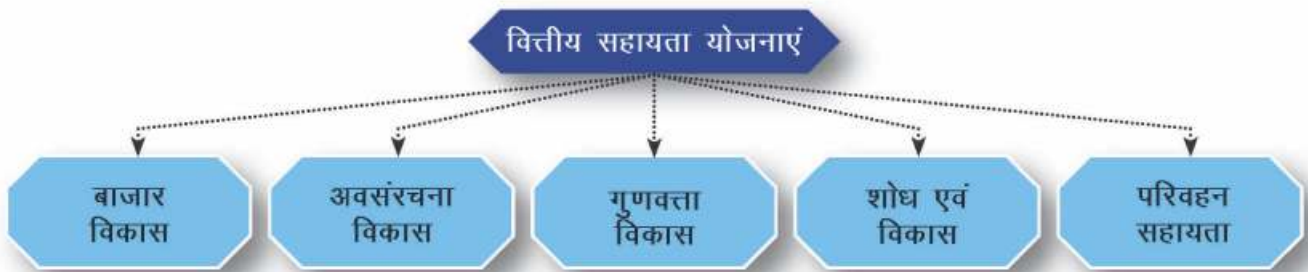 वित्तीय सहायता योजनाएं
बाजार
विकास
अवसंरचना
विकास
गुणवत्ता
विकास
शोध एवं
विकास
परिवहन
सहायता